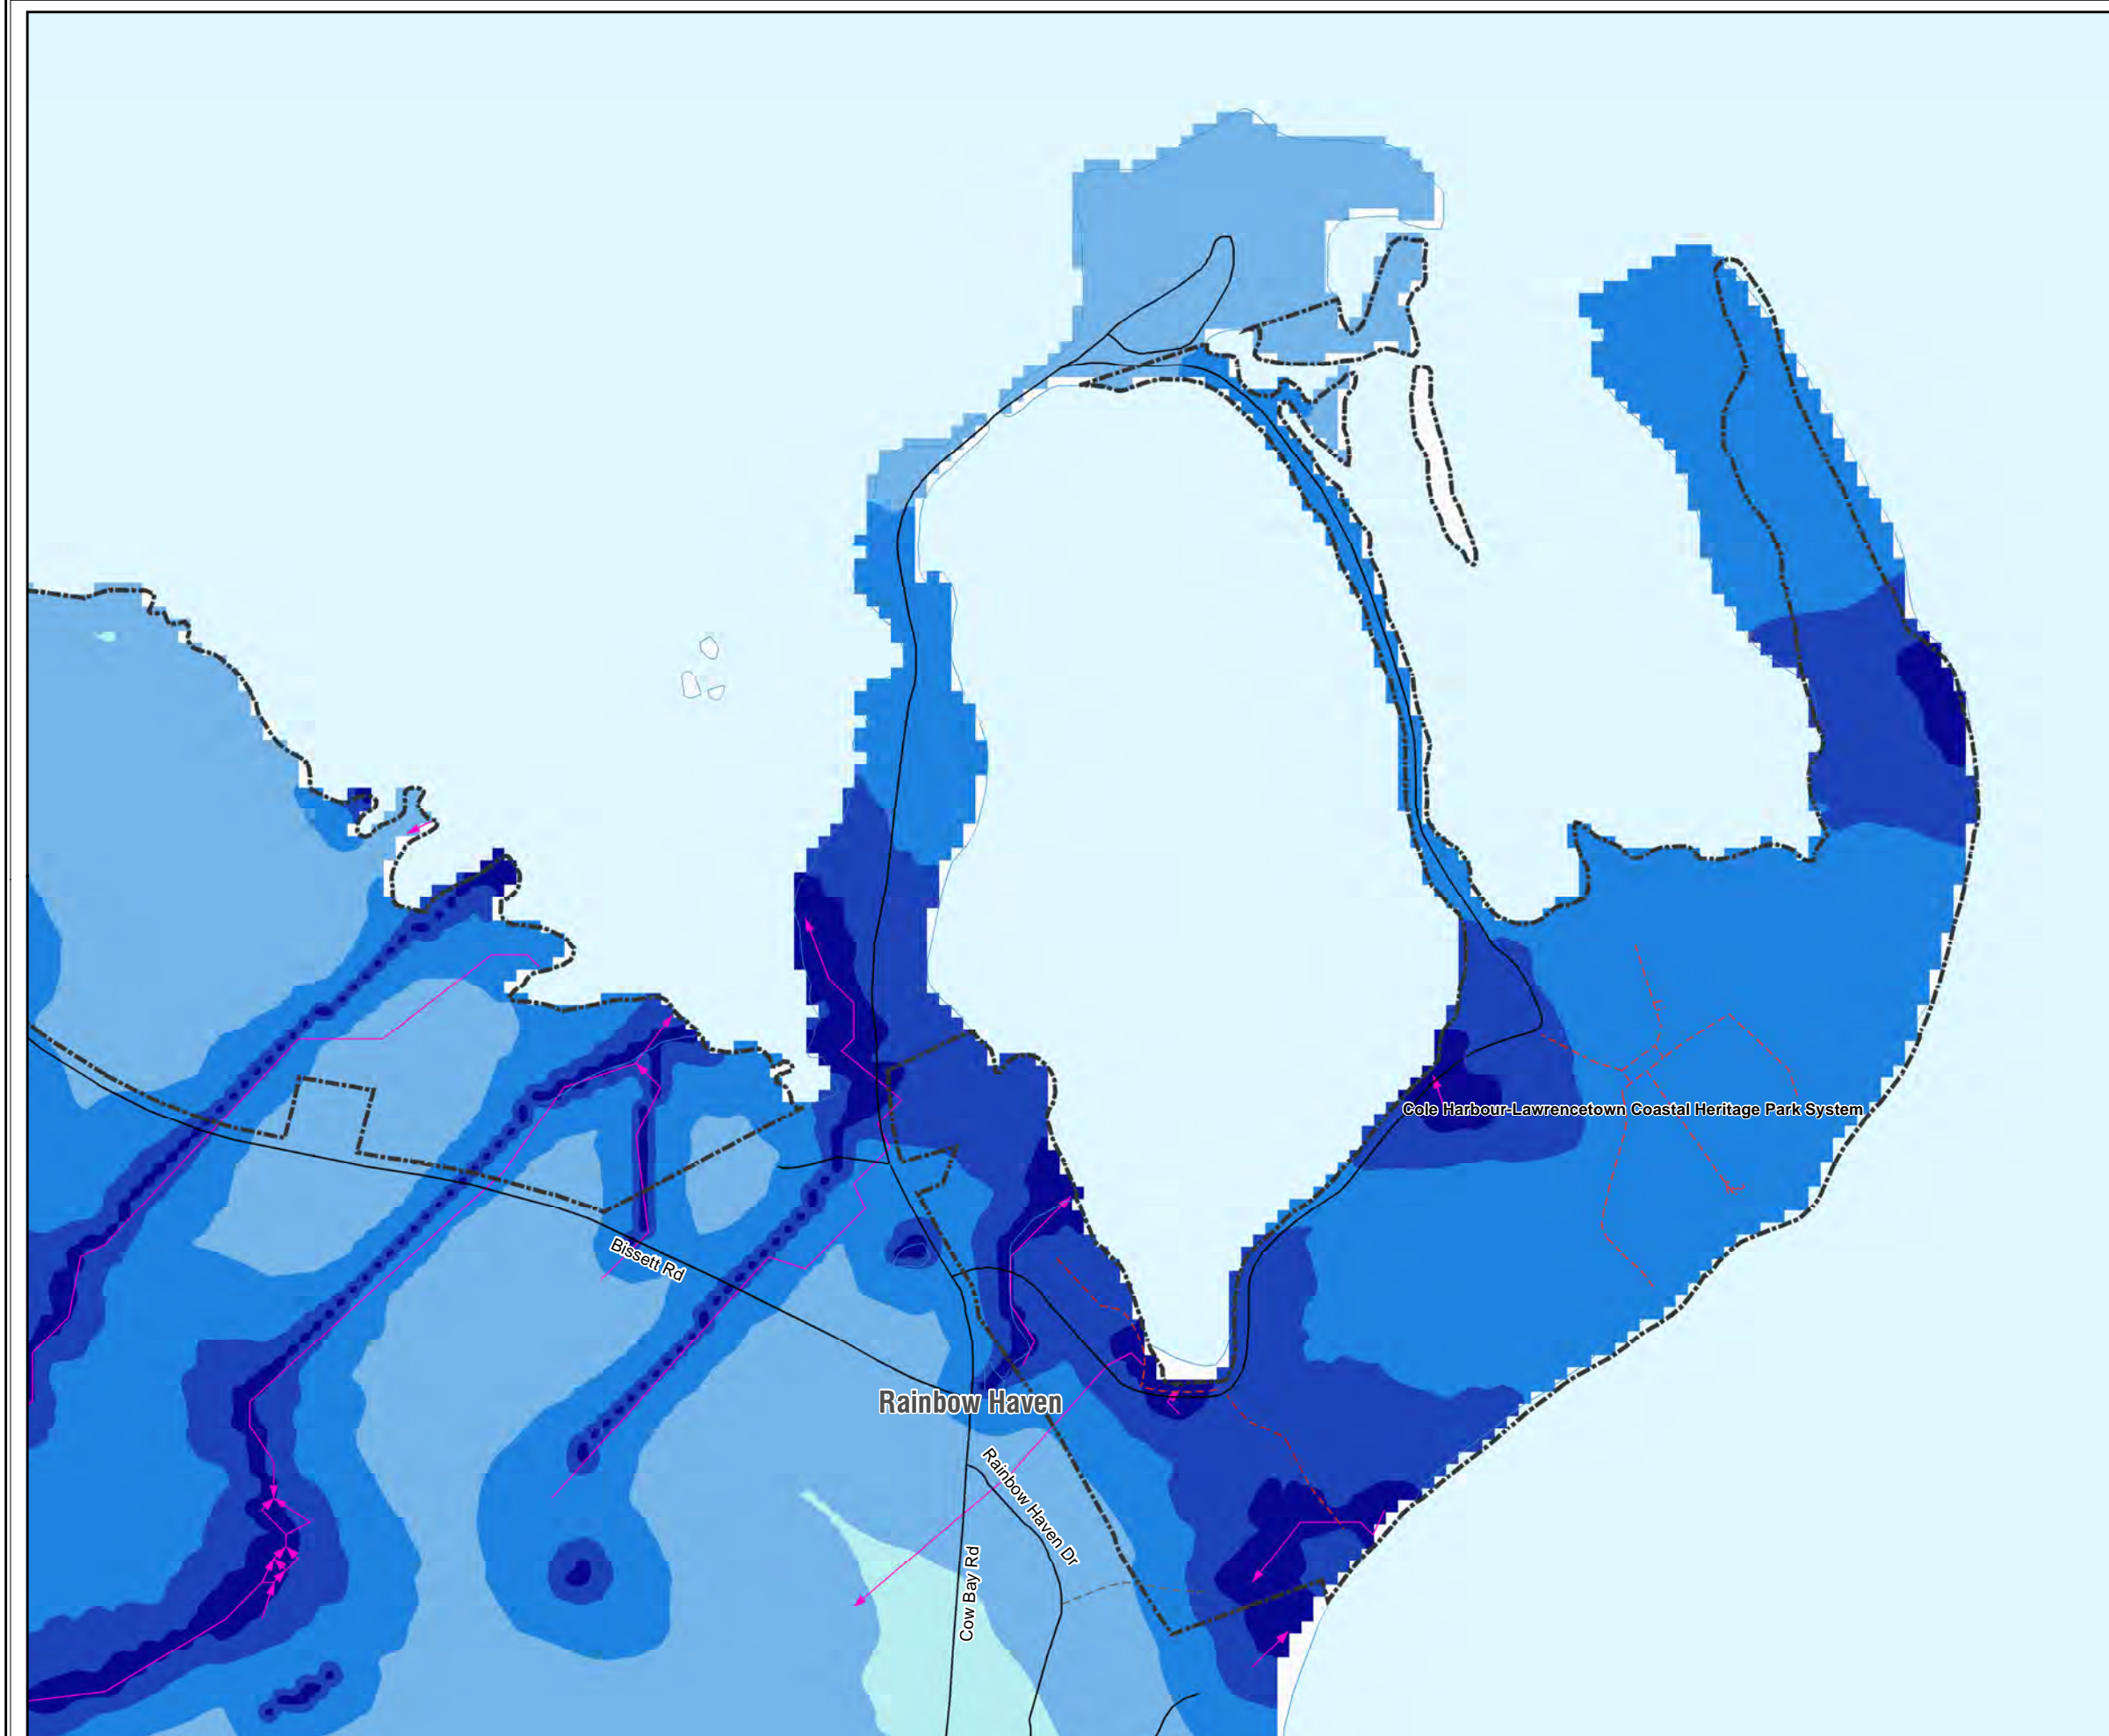 Cole Harbour-Lawrencetown Coastal Heritage Park System
Bissett Rd
Rainbow Haven
Rainbow Haven Dr
Cow Bay Rd